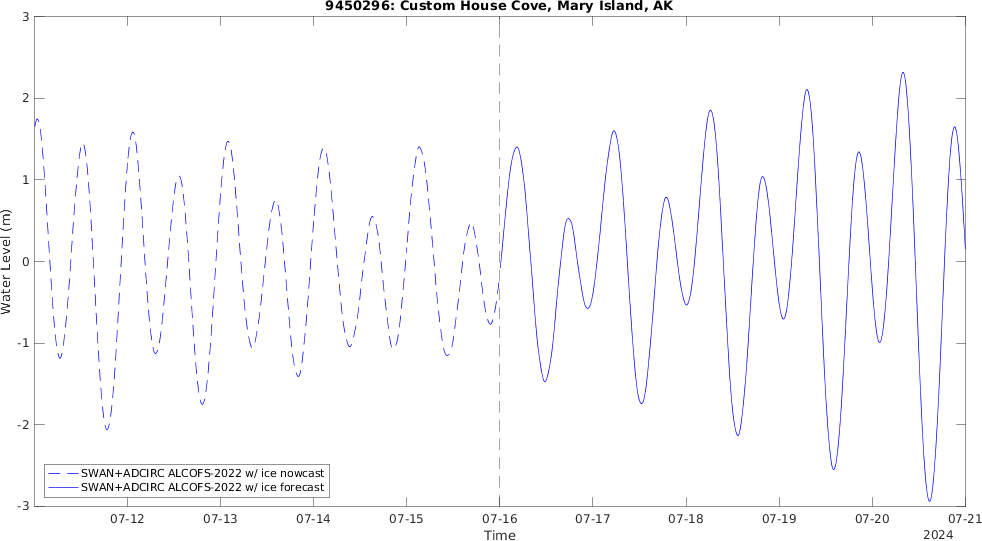 9450296: Custom House Cove, Mary Island, AK
3
2
1
0
-1
-2
-3
Water Level (m)
SWAN+ADCIRC ALCOFS-2022 w/ ice nowcast
SWAN+ADCIRC ALCOFS-2022 w/ ice forecast
07-12 07-13 07-14 07-15 07-16 07-17 07-18 07-19 07-20 07-21
Time
2024